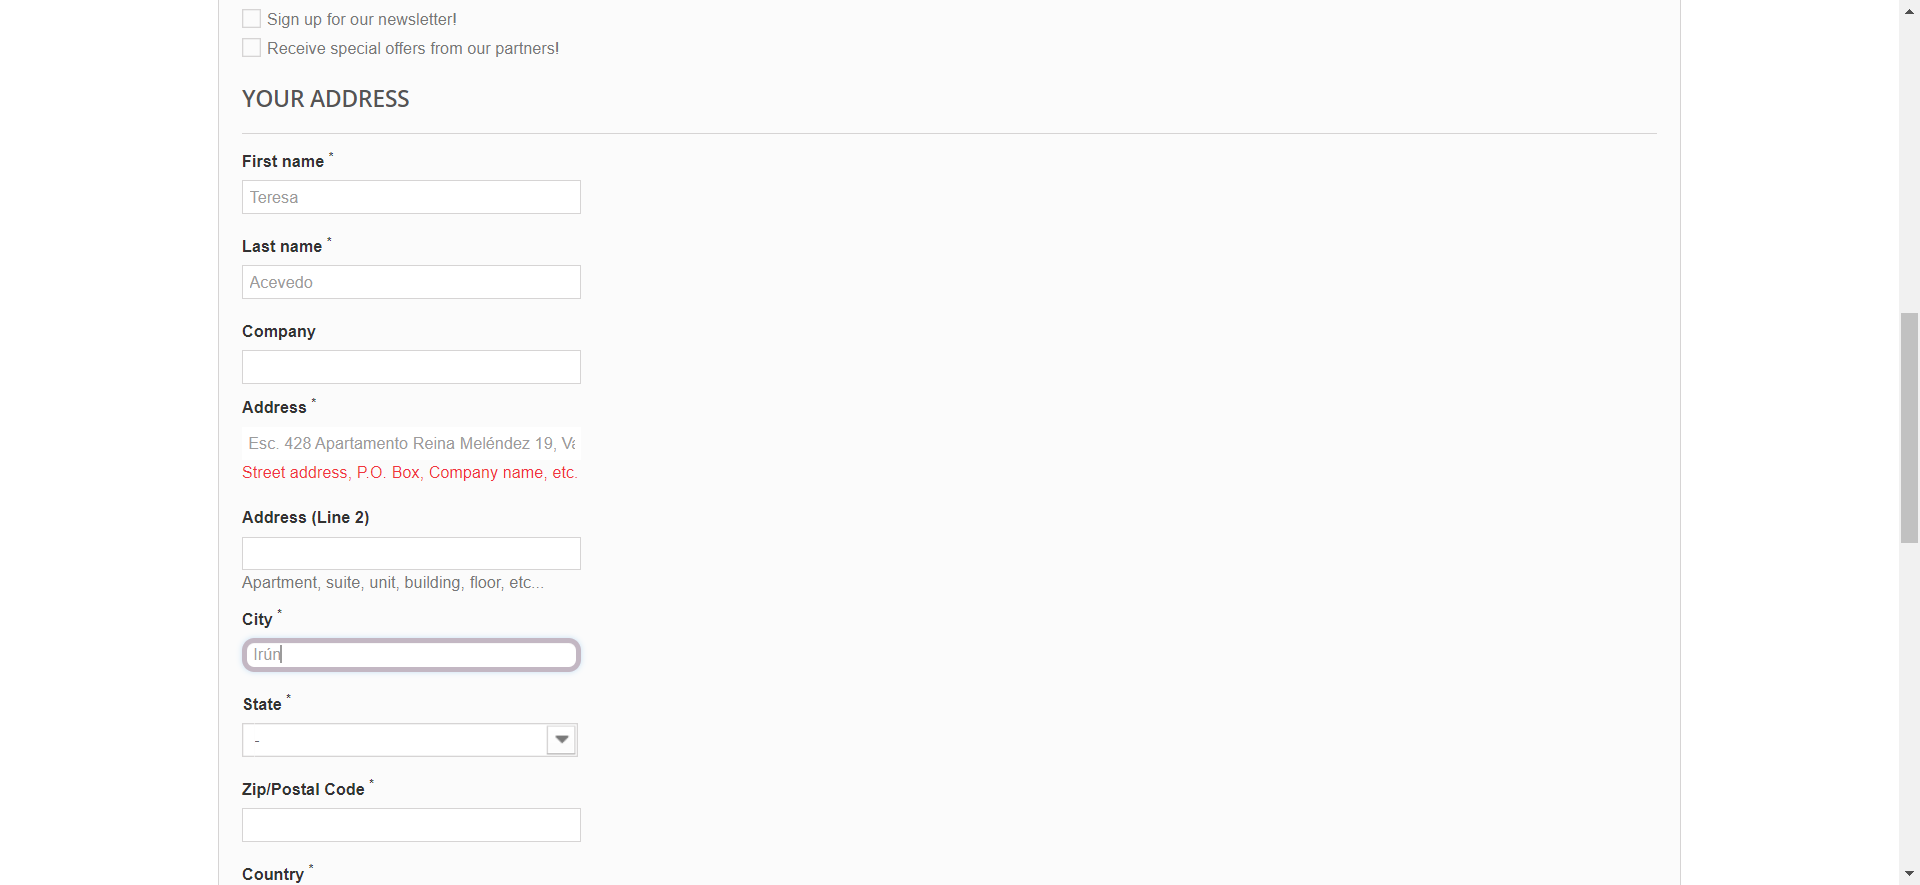 Sign up for our newsletter!
Receive special offers from our partners!
YOUR ADDRESS
First name *
Teresa
Last name *
Acevedo
Company
Address *
Esc. 428 Apartamento Reina Meléndez 19, Va
Street address, P.O. Box, Company name, etc.
Address (Line 2)
Apartment, suite, unit, building, floor, etc...
City *
Irún
State *
-
Zip/Postal Code *
Country *